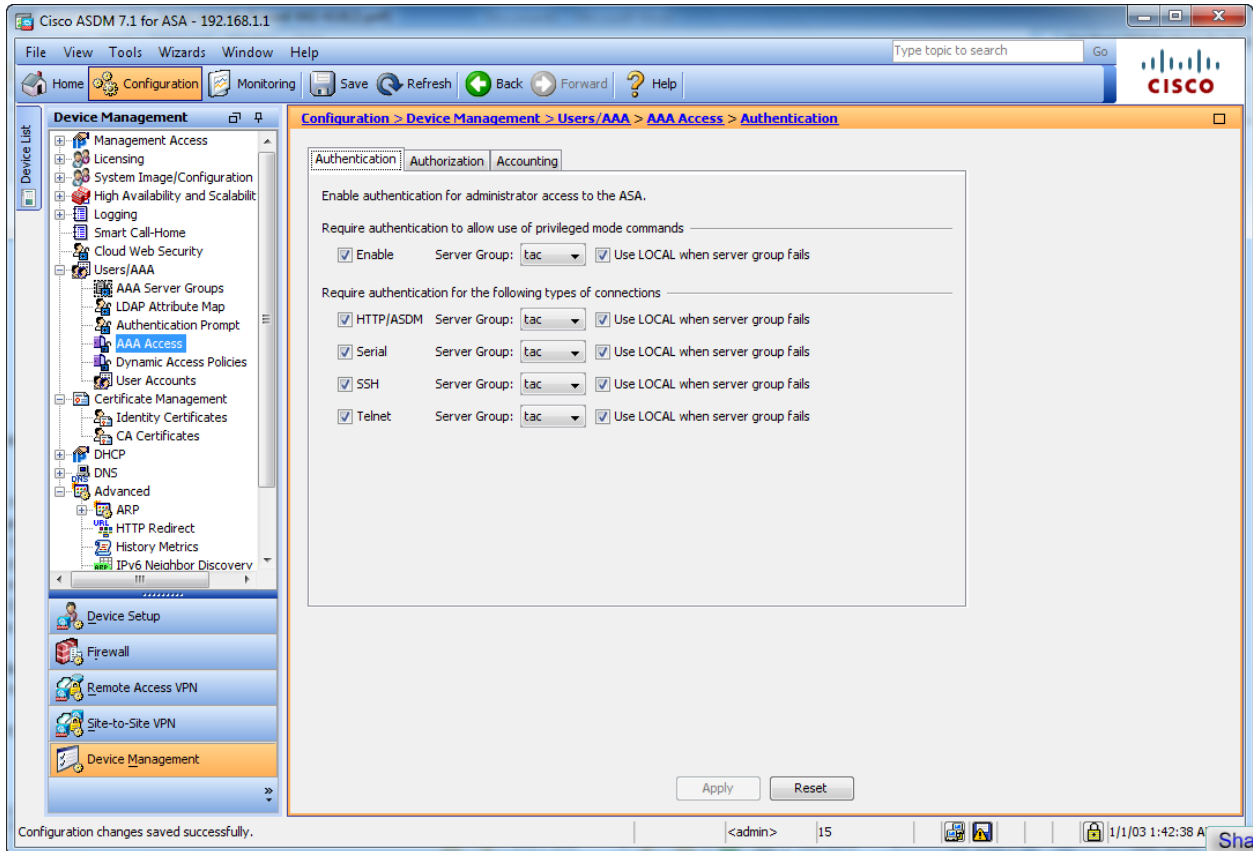 Cisco ASDM 7.1 for ASA - 192.168.1.1
File View Tools Wizards Window Help
Type topic to search
Go
Home Configuration Monitoring Save Refresh Back Forward Help
CISCO
Device List
Device Management
Management Access
Licensing
System Image/Configuration
High Availability and Scalabilit
Logging
Smart Call-Home
Cloud Web Security
Users/AAA
AAA Server Groups
LDAP Attribute Map
Authentication Prompt
AAA Access
Dynamic Access Policies
User Accounts
Certificate Management
Identity Certificates
CA Certificates
DHCP
DNS
Advanced
ARP
HTTP Redirect
History Metrics
IPv6 Neighbor Discovery
Device Setup
Firewall
Remote Access VPN
Site-to-Site VPN
Device Management
Configuration > Device Management > Users/AAA > AAA Access > Authentication
Authentication Authorization Accounting
Enable authentication for administrator access to the ASA.
Require authentication to allow use of privileged mode commands
Enable Server Group: tac Use LOCAL when server group fails
Require authentication for the following types of connections
HTTP/ASDM Server Group: tac Use LOCAL when server group fails
Serial Server Group: tac Use LOCAL when server group fails
SSH Server Group: tac Use LOCAL when server group fails
Telnet Server Group: tac Use LOCAL when server group fails
Apply Reset
Configuration changes saved successfully.
<admin> 15
1/1/03 1:42:38 A
Sha